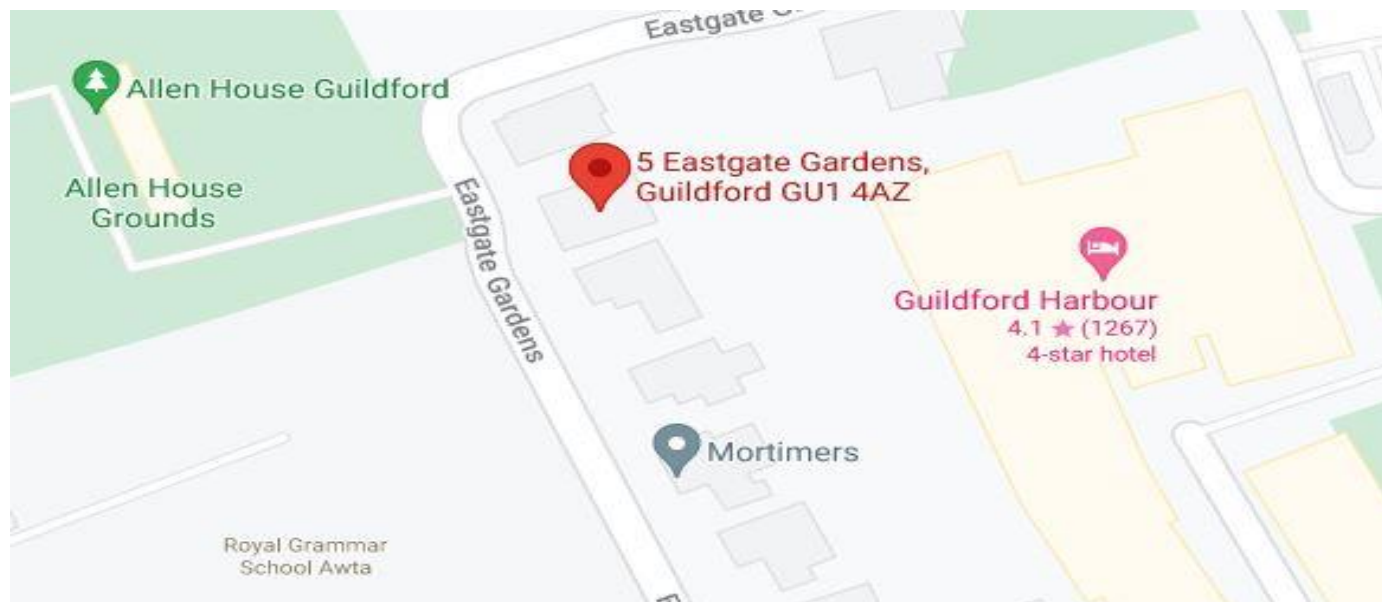 Eastgate
Allen House Guildford
5 Eastgate Gardens,
Guildford GU1 4AZ
Allen House
Grounds
Eastgate Gardens
Guildford Harbour
4.1 ★ (1267)
4-star hotel
Mortimers
Royal Grammar
School Awta